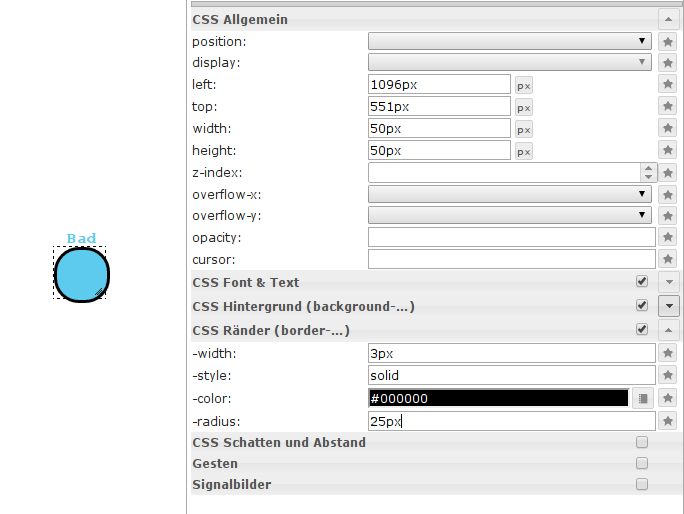 CSS Allgemein
position:
display:
left: 1096px px
top: 551px px
width: 50px px
height: 50px px
z-index:
overflow-x:
overflow-y:
Bad
opacity:
cursor:
CSS Font & Text
CSS Hintergrund (background-...)
CSS Ränder (border-...)
-width: 3px
-style: solid
-color: #000000
-radius: 25px
CSS Schatten und Abstand
Gesten
Signalbilder